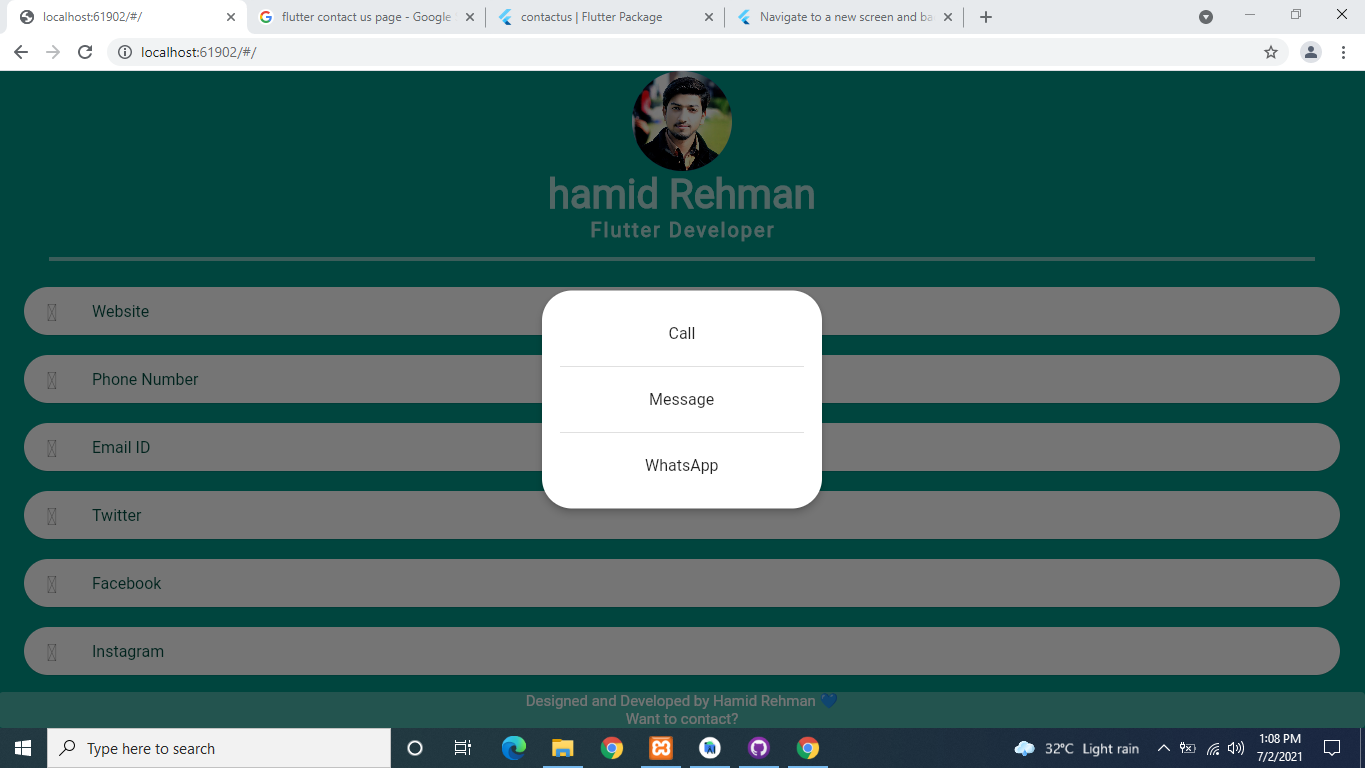 localhost:61902/#/
flutter contact us page - Google
contactus | Flutter Package
Navigate to a new screen and ba
localhost:61902/#/
hamid Rehman
Flutter Developer
Website
Phone Number
Email ID
Twitter
Facebook
Instagram
Call
Message
WhatsApp
Designed and Developed by Hamid Rehman 💙
Want to contact?
Type here to search
32°C Light rain
1:08 PM
7/2/2021